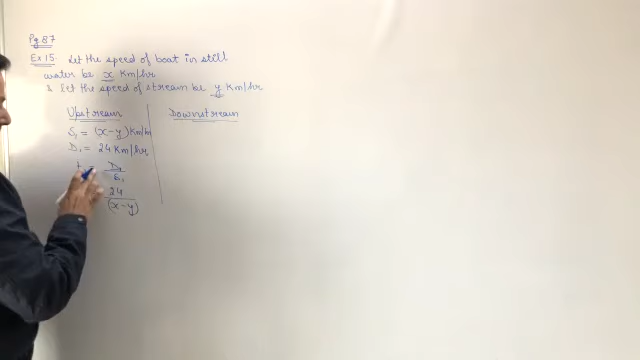 Pg 87
Ex 15: Let the speed of boat in still
water be x Km/hr
& let the speed of stream be y Km/hr
Upstream Downstream
S₁ = (x-y) Km/hr
D₁ = 24 Km/hr
t = D₁/S₁
24/(x-y)